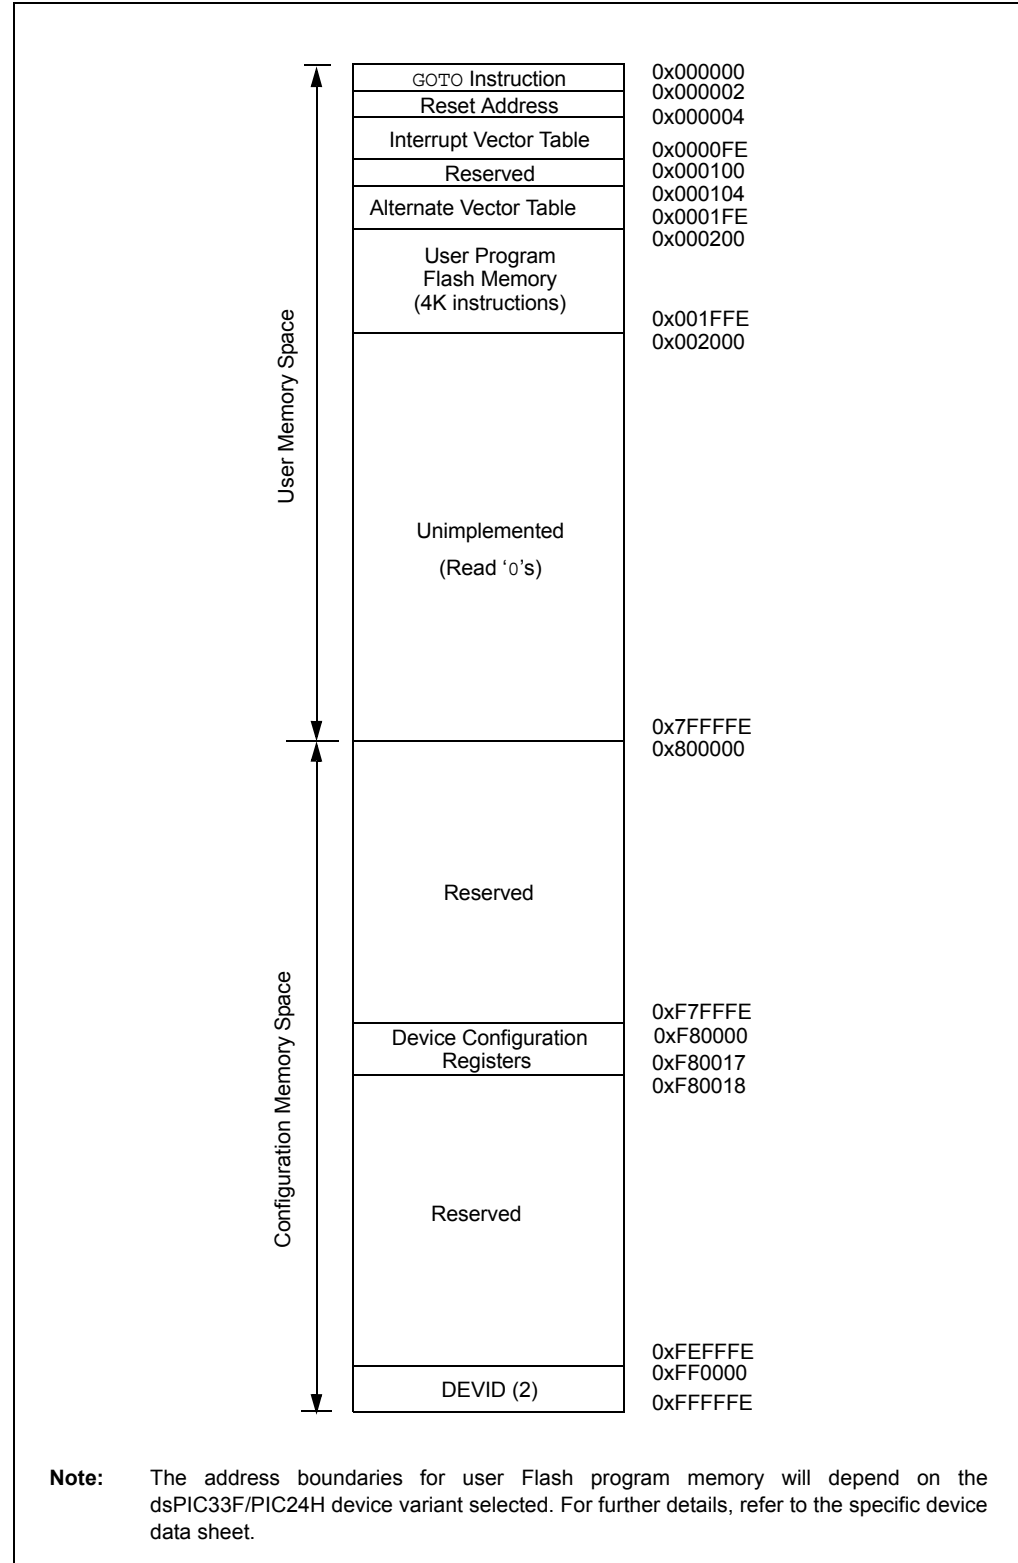 GOTO Instruction
0x000000
0x000002
Reset Address
0x000004
Interrupt Vector Table
0x0000FE
Reserved
0x000100
0x000104
Alternate Vector Table
0x0001FE
0x000200
User Program
Flash Memory
(4K instructions)
0x001FFE
0x002000
User Memory Space
Unimplemented
(Read ‘0’s)
0x7FFFFE
0x800000
Reserved
0xF7FFFE
Device Configuration
Registers
0xF80000
0xF80017
0xF80018
Configuration Memory Space
Reserved
0xFEFFFE
0xFF0000
DEVID (2)
0xFFFFFE
Note: The address boundaries for user Flash program memory will depend on the
dsPIC33F/PIC24H device variant selected. For further details, refer to the specific device
data sheet.